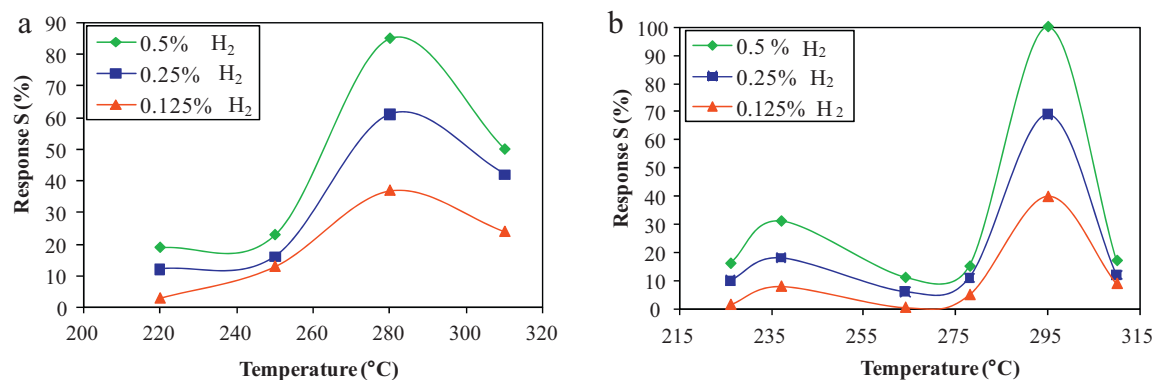 a
90
80
70
60
50
40
30
20
10
0
Response S (%)
0.5% H₂
0.25% H₂
0.125% H₂
200 220 240 260 280 300 320
Temperature (°C)
b
100
90
80
70
60
50
40
30
20
10
0
Response S (%)
0.5 % H₂
0.25% H₂
0.125% H₂
215 235 255 275 295 315
Temperature (°C)